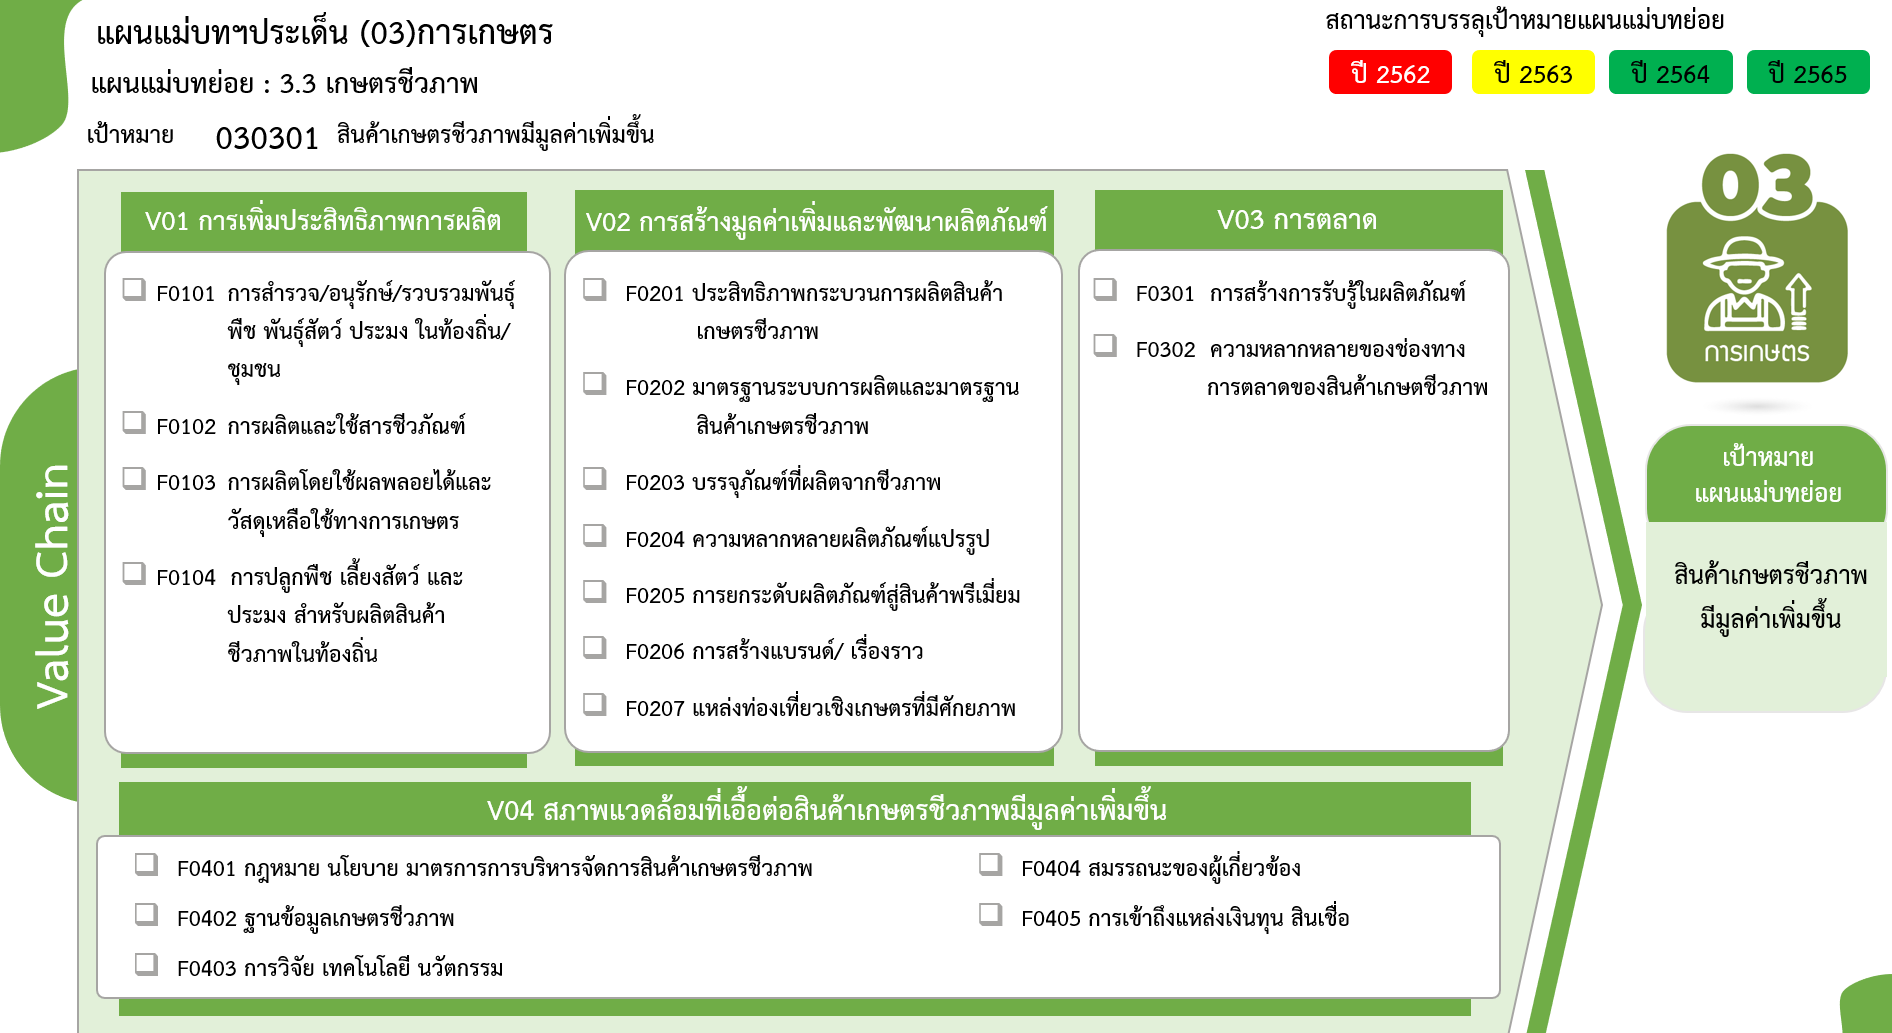 แผนแม่บทฯประเด็น (03)การเกษตร
แผนแม่บทย่อย : 3.3 เกษตรชีวภาพ
เป้าหมาย 030301 สินค้าเกษตรชีวภาพมีมูลค่าเพิ่มขึ้น
สถานะการบรรลุเป้าหมายแผนแม่บทย่อย
ปี 2562 ปี 2563 ปี 2564 ปี 2565
Value Chain
V01 การเพิ่มประสิทธิภาพการผลิต
F0101 การสำรวจ/อนุรักษ์/รวบรวมพันธุ์
พืช พันธุ์สัตว์ ประมง ในท้องถิ่น/
ชุมชน
F0102 การผลิตและใช้สารชีวภัณฑ์
F0103 การผลิตโดยใช้ผลพลอยได้และ
วัสดุเหลือใช้ทางการเกษตร
F0104 การปลูกพืช เลี้ยงสัตว์ และ
ประมง สำหรับผลิตสินค้า
ชีวภาพในท้องถิ่น
V02 การสร้างมูลค่าเพิ่มและพัฒนาผลิตภัณฑ์
F0201 ประสิทธิภาพกระบวนการผลิตสินค้า
เกษตรชีวภาพ
F0202 มาตรฐานระบบการผลิตและมาตรฐาน
สินค้าเกษตรชีวภาพ
F0203 บรรจุภัณฑ์ที่ผลิตจากชีวภาพ
F0204 ความหลากหลายผลิตภัณฑ์แปรรูป
F0205 การยกระดับผลิตภัณฑ์สู่สินค้าพรีเมี่ยม
F0206 การสร้างแบรนด์/ เรื่องราว
F0207 แหล่งท่องเที่ยวเชิงเกษตรที่มีศักยภาพ
V03 การตลาด
F0301 การสร้างการรับรู้ในผลิตภัณฑ์
F0302 ความหลากหลายของช่องทาง
การตลาดของสินค้าเกษตชีวภาพ
V04 สภาพแวดล้อมที่เอื้อต่อสินค้าเกษตรชีวภาพมีมูลค่าเพิ่มขึ้น
F0401 กฎหมาย นโยบาย มาตรการการบริหารจัดการสินค้าเกษตรชีวภาพ
F0402 ฐานข้อมูลเกษตรชีวภาพ
F0403 การวิจัย เทคโนโลยี นวัตกรรม
F0404 สมรรถนะของผู้เกี่ยวข้อง
F0405 การเข้าถึงแหล่งเงินทุน สินเชื่อ
03
การเกษตร
เป้าหมาย
แผนแม่บทย่อย
สินค้าเกษตรชีวภาพ
มีมูลค่าเพิ่มขึ้น